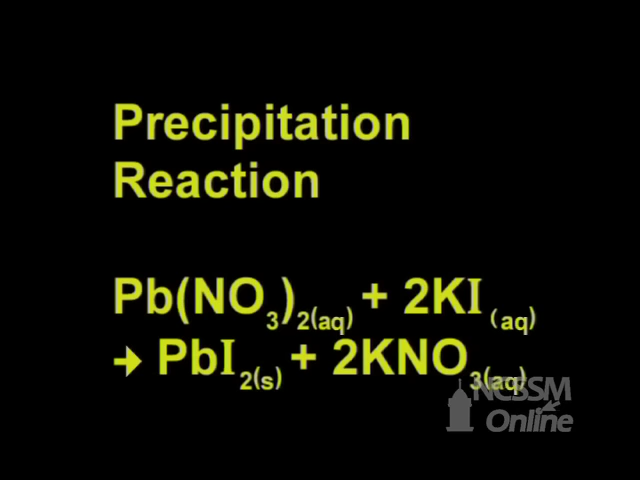 Precipitation
Reaction
Pb(NO₃)₂(aq) + 2KI (aq)
➔ PbI₂(s) + 2KNO₃(aq)
NCSSM
Online